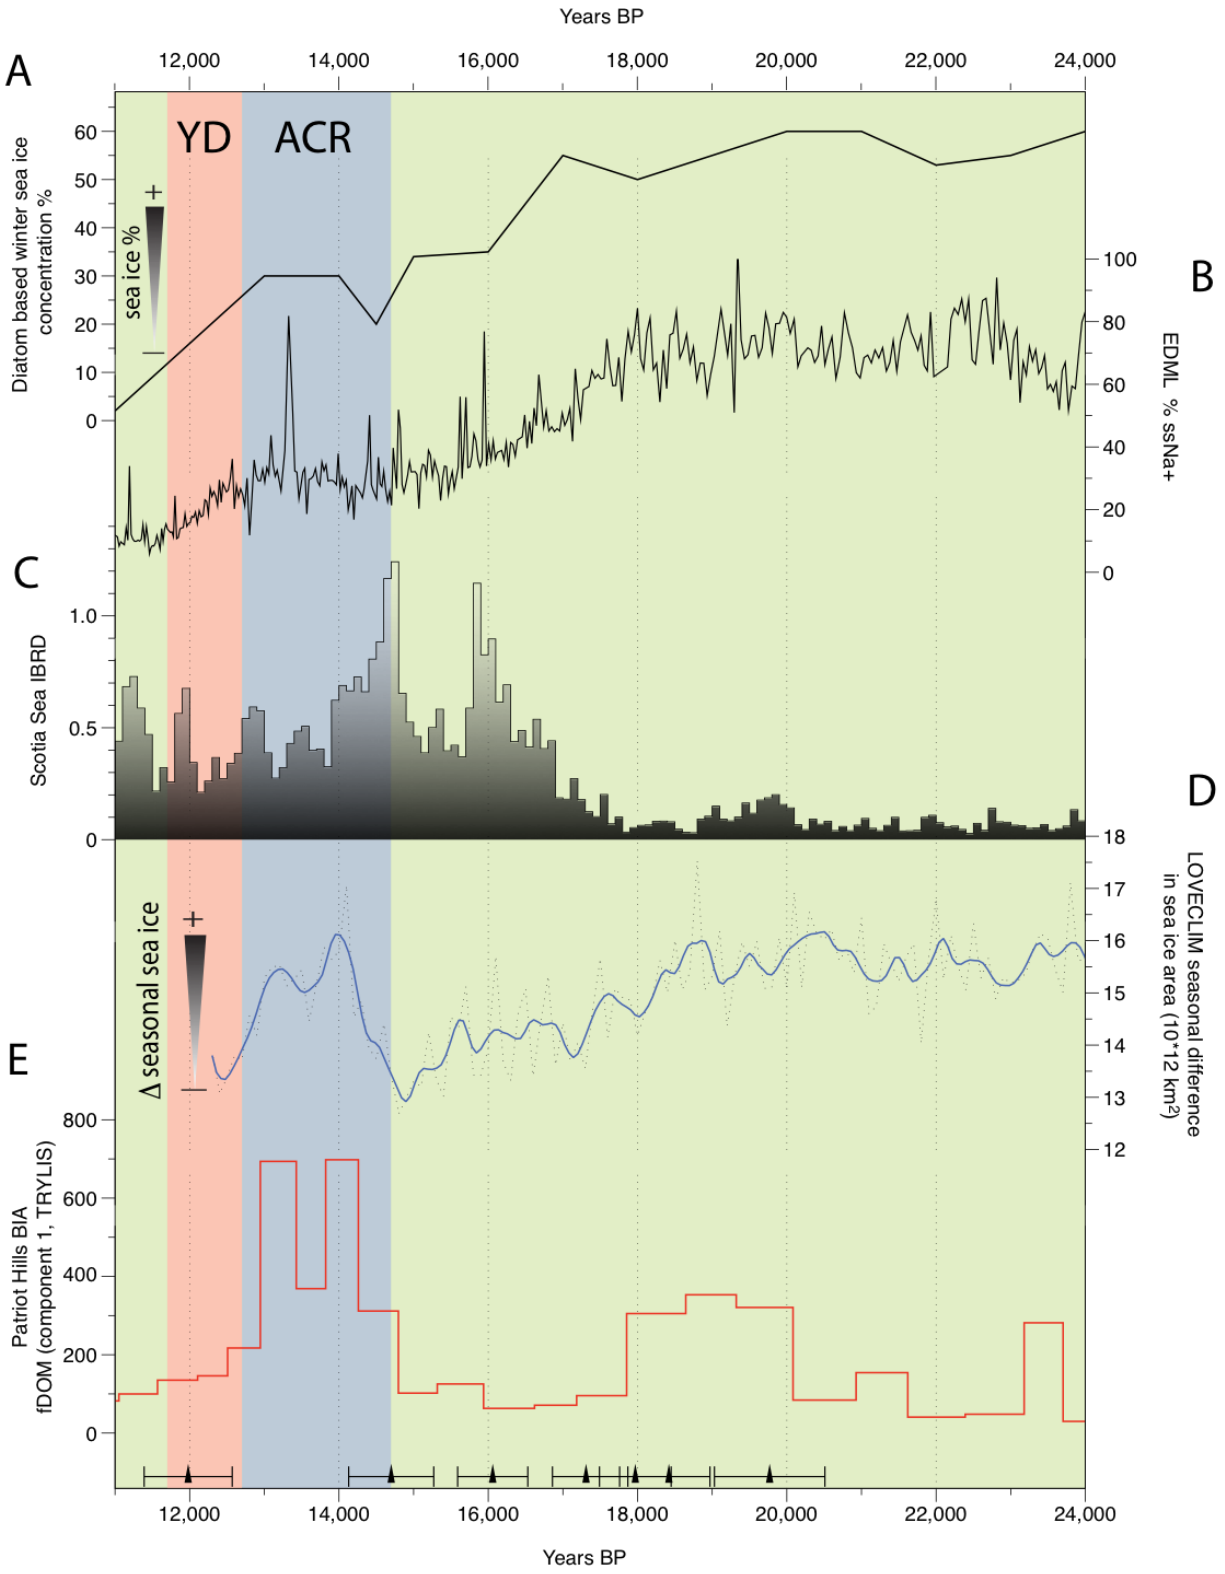 Years BP
12,000 14,000 16,000 18,000 20,000 22,000 24,000
A
YD ACR
Diatom based winter sea ice
concentration %
60
50
40
30
20
10
0
+
sea ice %
B
100
80
60
40
20
0
EDML % ssNa+
C
Scotia Sea IBRD
1.0
0.5
0
D
18
17
16
15
14
13
12
LOVECLIM seasonal difference
in sea ice area (10*12 km²)
+
Δ seasonal sea ice
E
800
600
400
200
0
Patriot Hills BIA
fDOM (component 1, TRYLIS)
12,000 14,000 16,000 18,000 20,000 22,000 24,000
Years BP